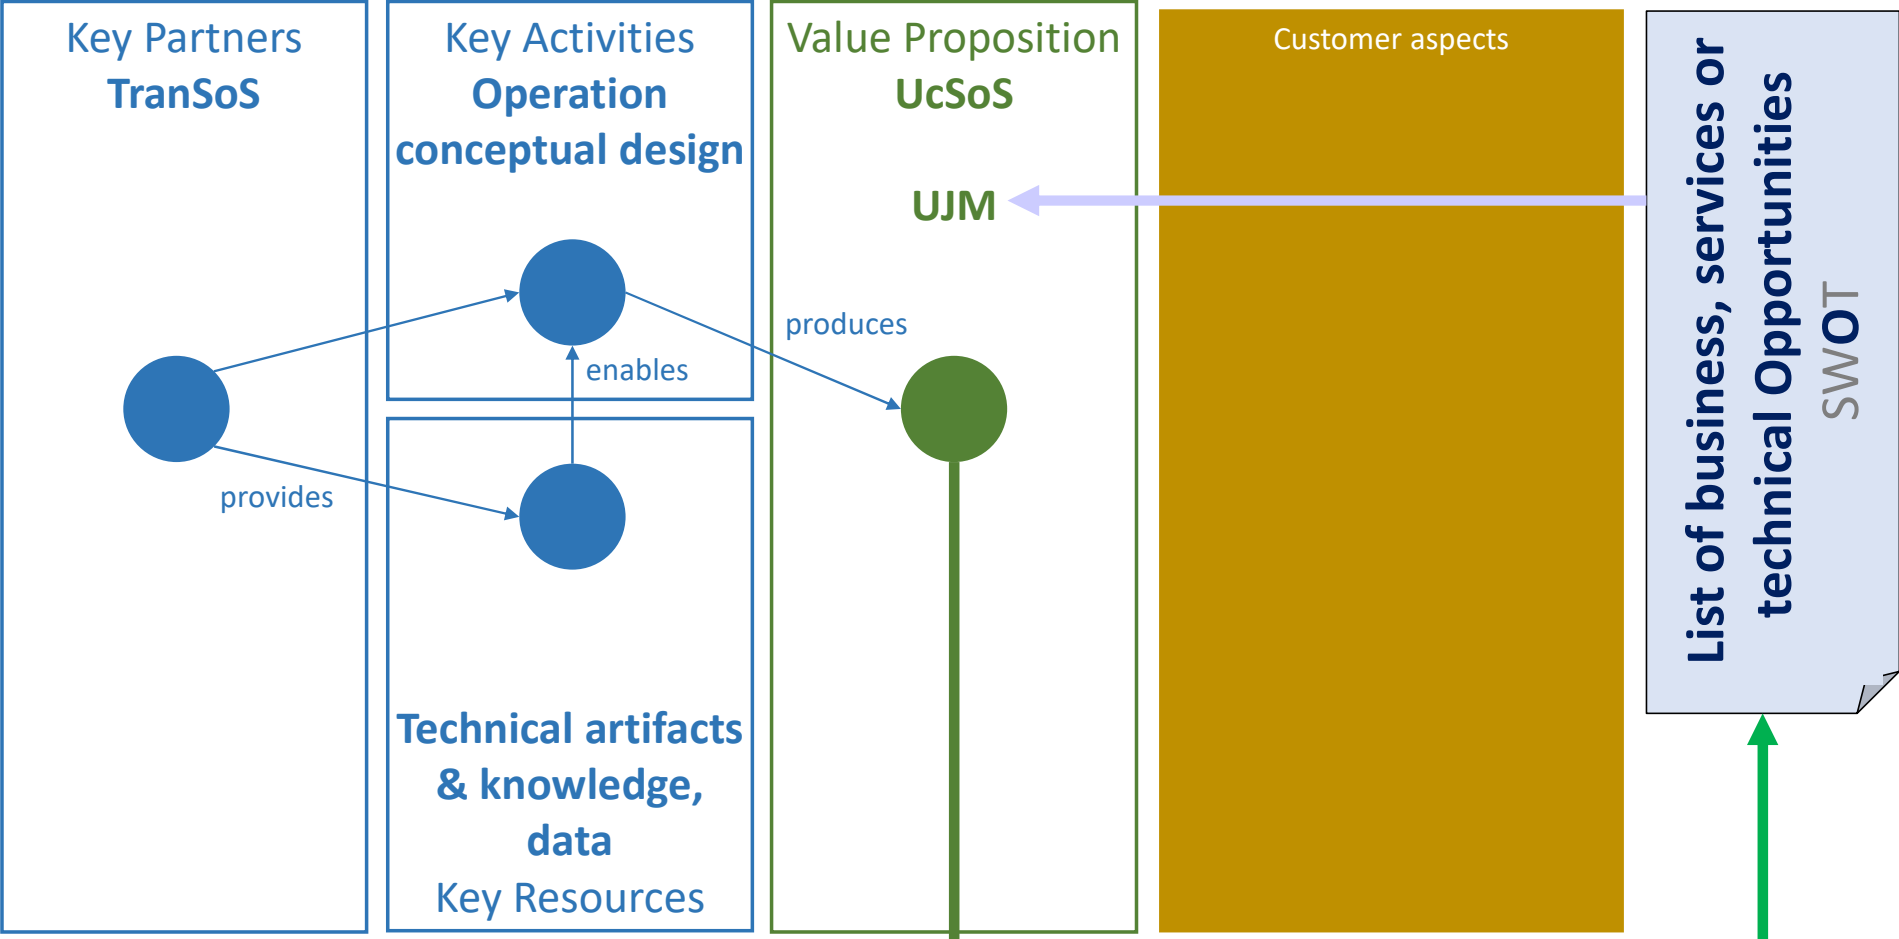 Key Partners
TranSoS
provides
Key Activities
Operation
conceptual design
enables
Technical artifacts
& knowledge,
data
Key Resources
Value Proposition
UcSoS
UJM
produces
Customer aspects
List of business, services or
technical Opportunities
SWOT